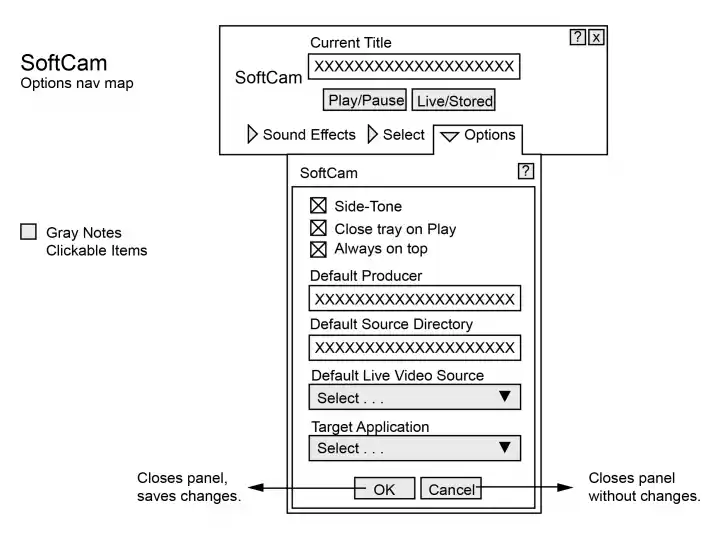 SoftCam
Options nav map
Current Title
? x
SoftCam
XXXXXXXXXXXXXXXXXXXX
Play/Pause Live/Stored
Sound Effects Select Options
SoftCam ?
Side-Tone
Close tray on Play
Always on top
Gray Notes
Clickable Items
Default Producer
XXXXXXXXXXXXXXXXXXXX
Default Source Directory
XXXXXXXXXXXXXXXXXXXX
Default Live Video Source
Select . . .
Target Application
Select . . .
OK Cancel
Closes panel,
saves changes.
Closes panel
without changes.